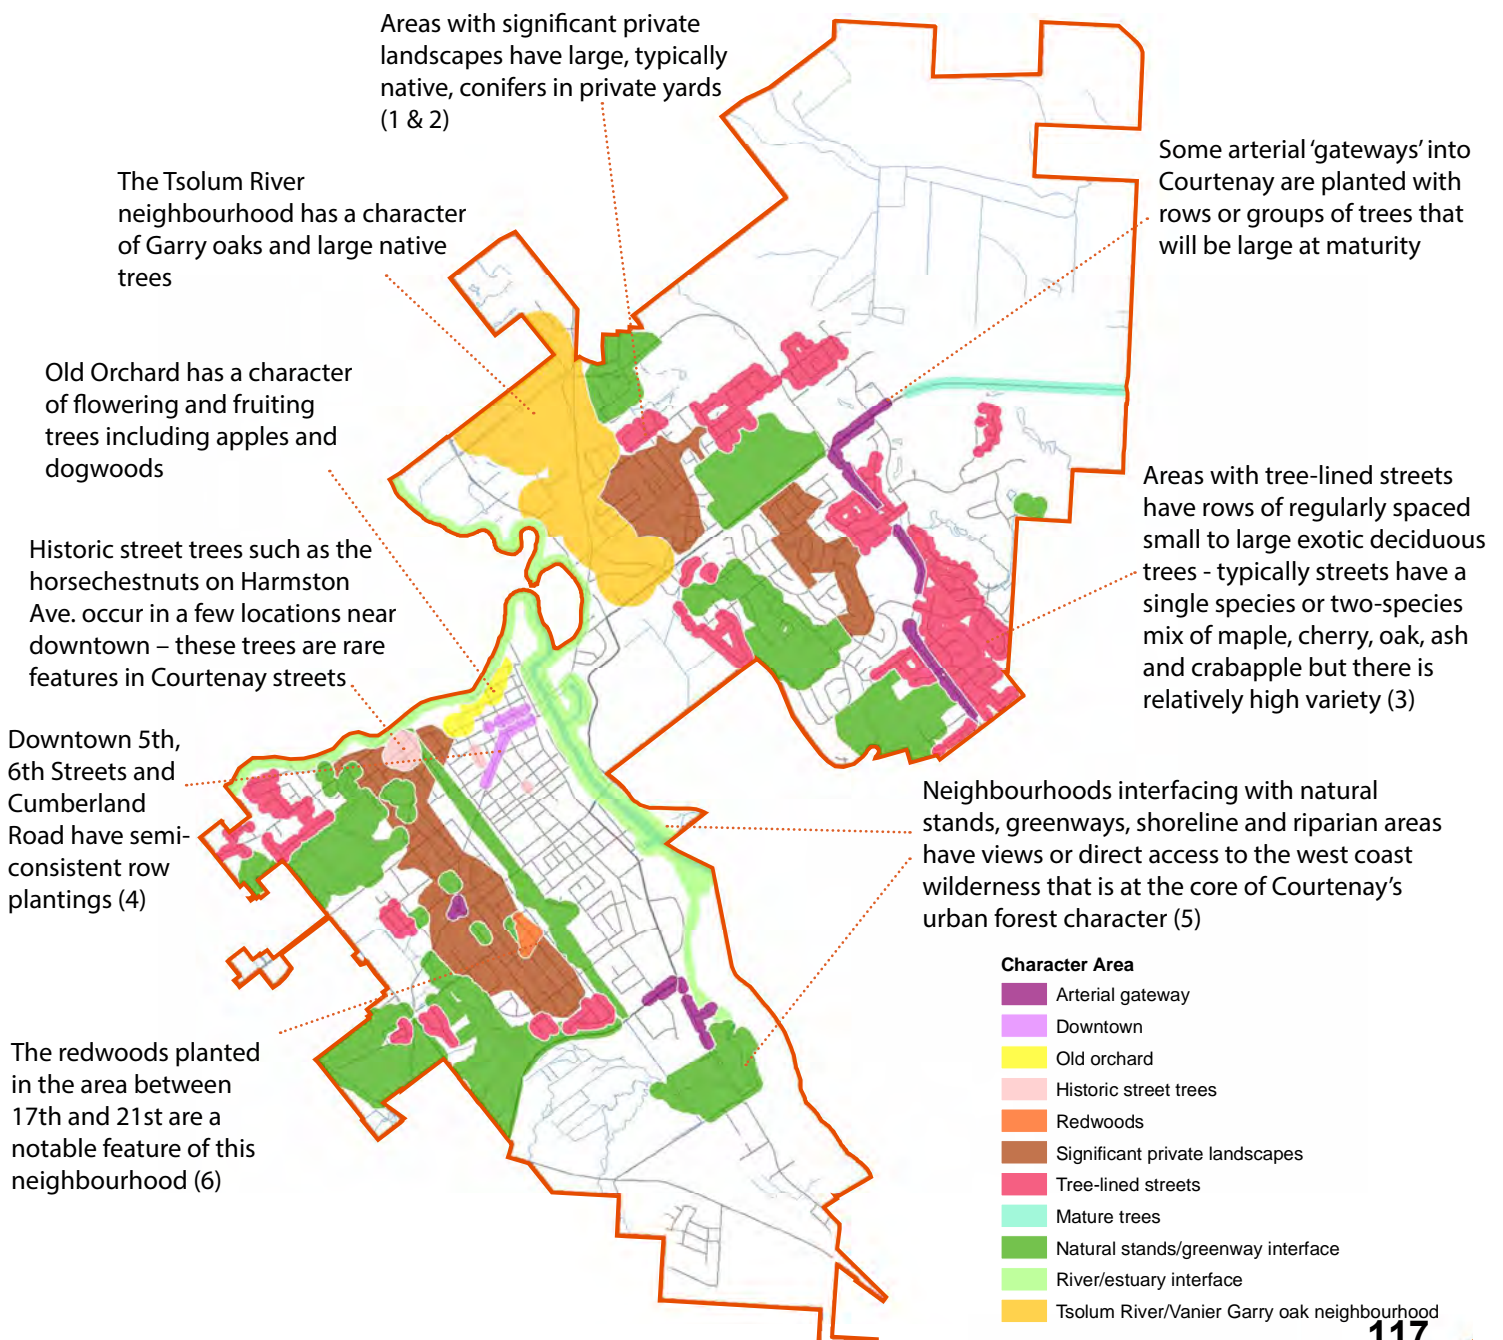 Areas with significant private
landscapes have large, typically
native, conifers in private yards
(1 & 2)
The Tsolum River
neighbourhood has a character
of Garry oaks and large native
trees
Some arterial ‘gateways’ into
Courtenay are planted with
rows or groups of trees that
will be large at maturity
Old Orchard has a character
of flowering and fruiting
trees including apples and
dogwoods
Historic street trees such as the
horsechestnuts on Harmston
Ave. occur in a few locations near
downtown – these trees are rare
features in Courtenay streets
Areas with tree-lined streets
have rows of regularly spaced
small to large exotic deciduous
trees - typically streets have a
single species or two-species
mix of maple, cherry, oak, ash
and crabapple but there is
relatively high variety (3)
Downtown 5th,
6th Streets and
Cumberland
Road have semi-
consistent row
plantings (4)
Neighbourhoods interfacing with natural
stands, greenways, shoreline and riparian areas
have views or direct access to the west coast
wilderness that is at the core of Courtenay’s
urban forest character (5)
The redwoods planted
in the area between
17th and 21st are a
notable feature of this
neighbourhood (6)
Character Area
Arterial gateway
Downtown
Old orchard
Historic street trees
Redwoods
Significant private landscapes
Tree-lined streets
Mature trees
Natural stands/greenway interface
River/estuary interface
Tsolum River/Vanier Garry oak neighbourhood
117